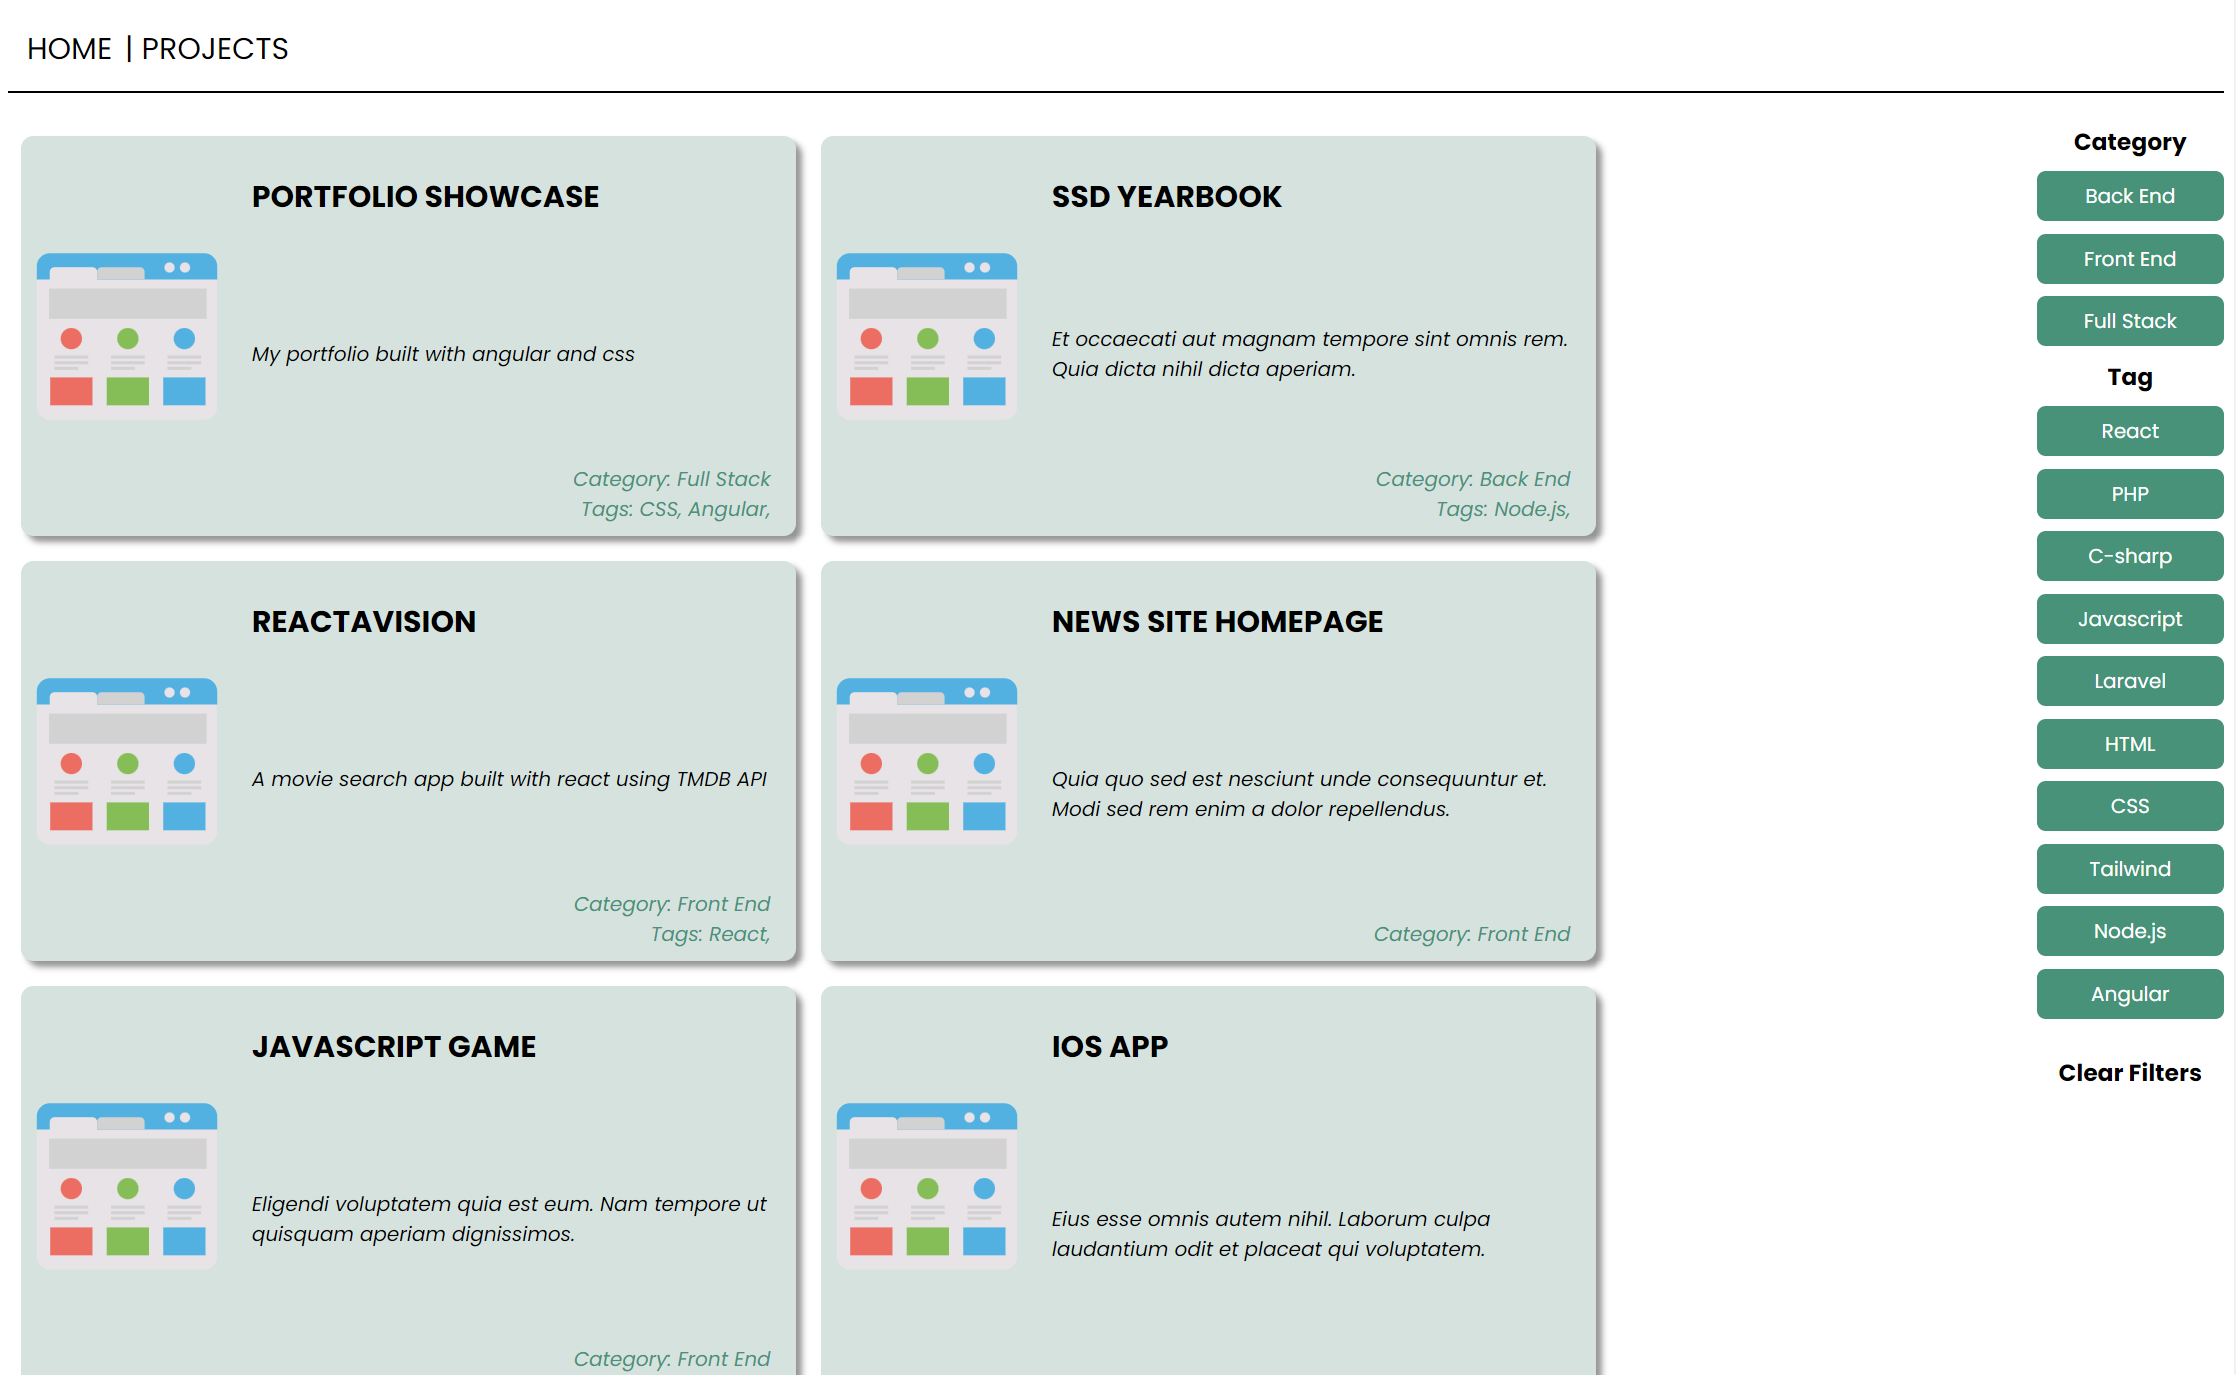 HOME | PROJECTS
PORTFOLIO SHOWCASE
My portfolio built with angular and css
Category: Full Stack
Tags: CSS, Angular,
SSD YEARBOOK
Et occaecati aut magnam tempore sint omnis rem.
Quia dicta nihil dicta aperiam.
Category: Back End
Tags: Node.js,
REACTAVISION
A movie search app built with react using TMDB API
Category: Front End
Tags: React,
NEWS SITE HOMEPAGE
Quia quo sed est nesciunt unde consequuntur et.
Modi sed rem enim a dolor repellendus.
Category: Front End
JAVASCRIPT GAME
Eligendi voluptatem quia est eum. Nam tempore ut
quisquam aperiam dignissimos.
Category: Front End
IOS APP
Eius esse omnis autem nihil. Laborum culpa
laudantium odit et placeat qui voluptatem.
Category
Back End
Front End
Full Stack
Tag
React
PHP
C-sharp
Javascript
Laravel
HTML
CSS
Tailwind
Node.js
Angular
Clear Filters